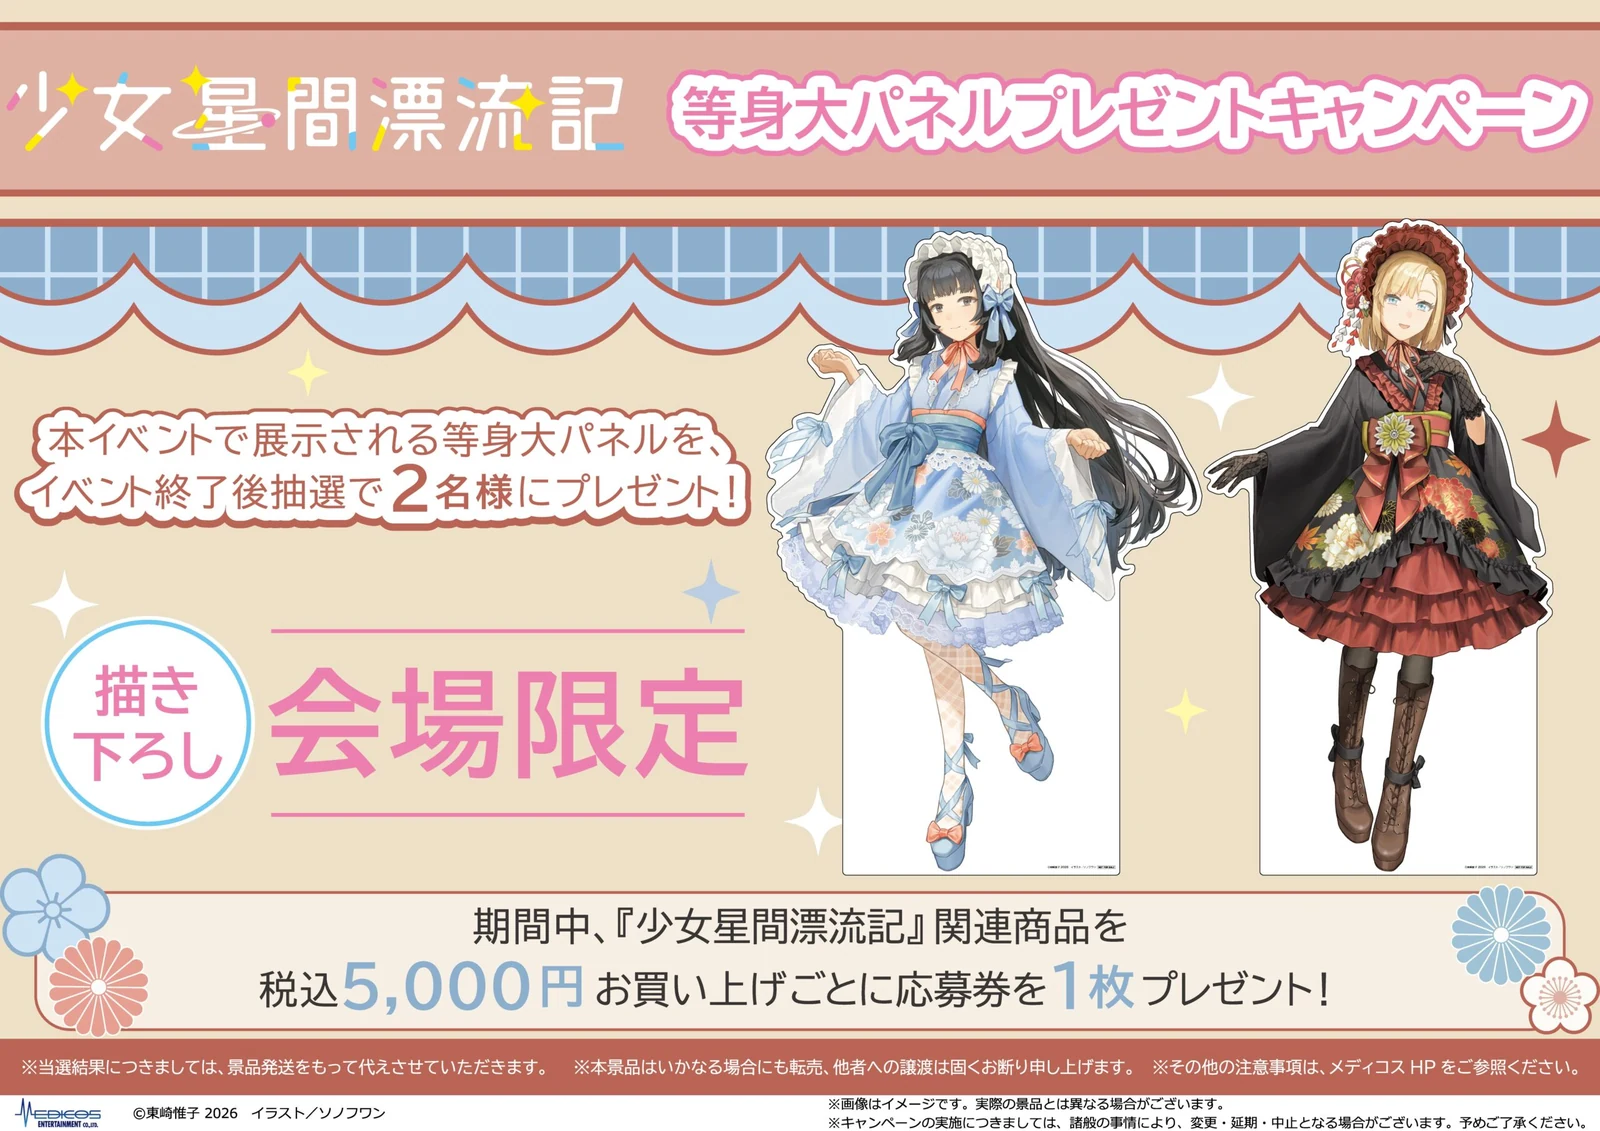 少女星間漂流記
等身大パネルプレゼントキャンペーン
本イベントで展示される等身大パネルを、
イベント終了後抽選で2名様にプレゼント!
描き
下ろし
会場限定
期間中、『少女星間漂流記』関連商品を
税込5,000円お買い上げごとに応募券を1枚プレゼント!
※当選結果につきましては、景品発送をもって代えさせていただきます。 ※本景品はいかなる場合にも転売、他者への譲渡は固くお断り申し上げます。 ※その他の注意事項は、メディコス HP をご参照ください。
MEDICOS
ENTERTAINMENT CO.,LTD.
©東崎惟子 2026 イラスト／ソノフワン
※画像はイメージです。実際の景品とは異なる場合がございます。
※キャンペーンの実施につきましては、諸般の事情により、変更・延期・中止となる場合がございます。予めご了承ください。